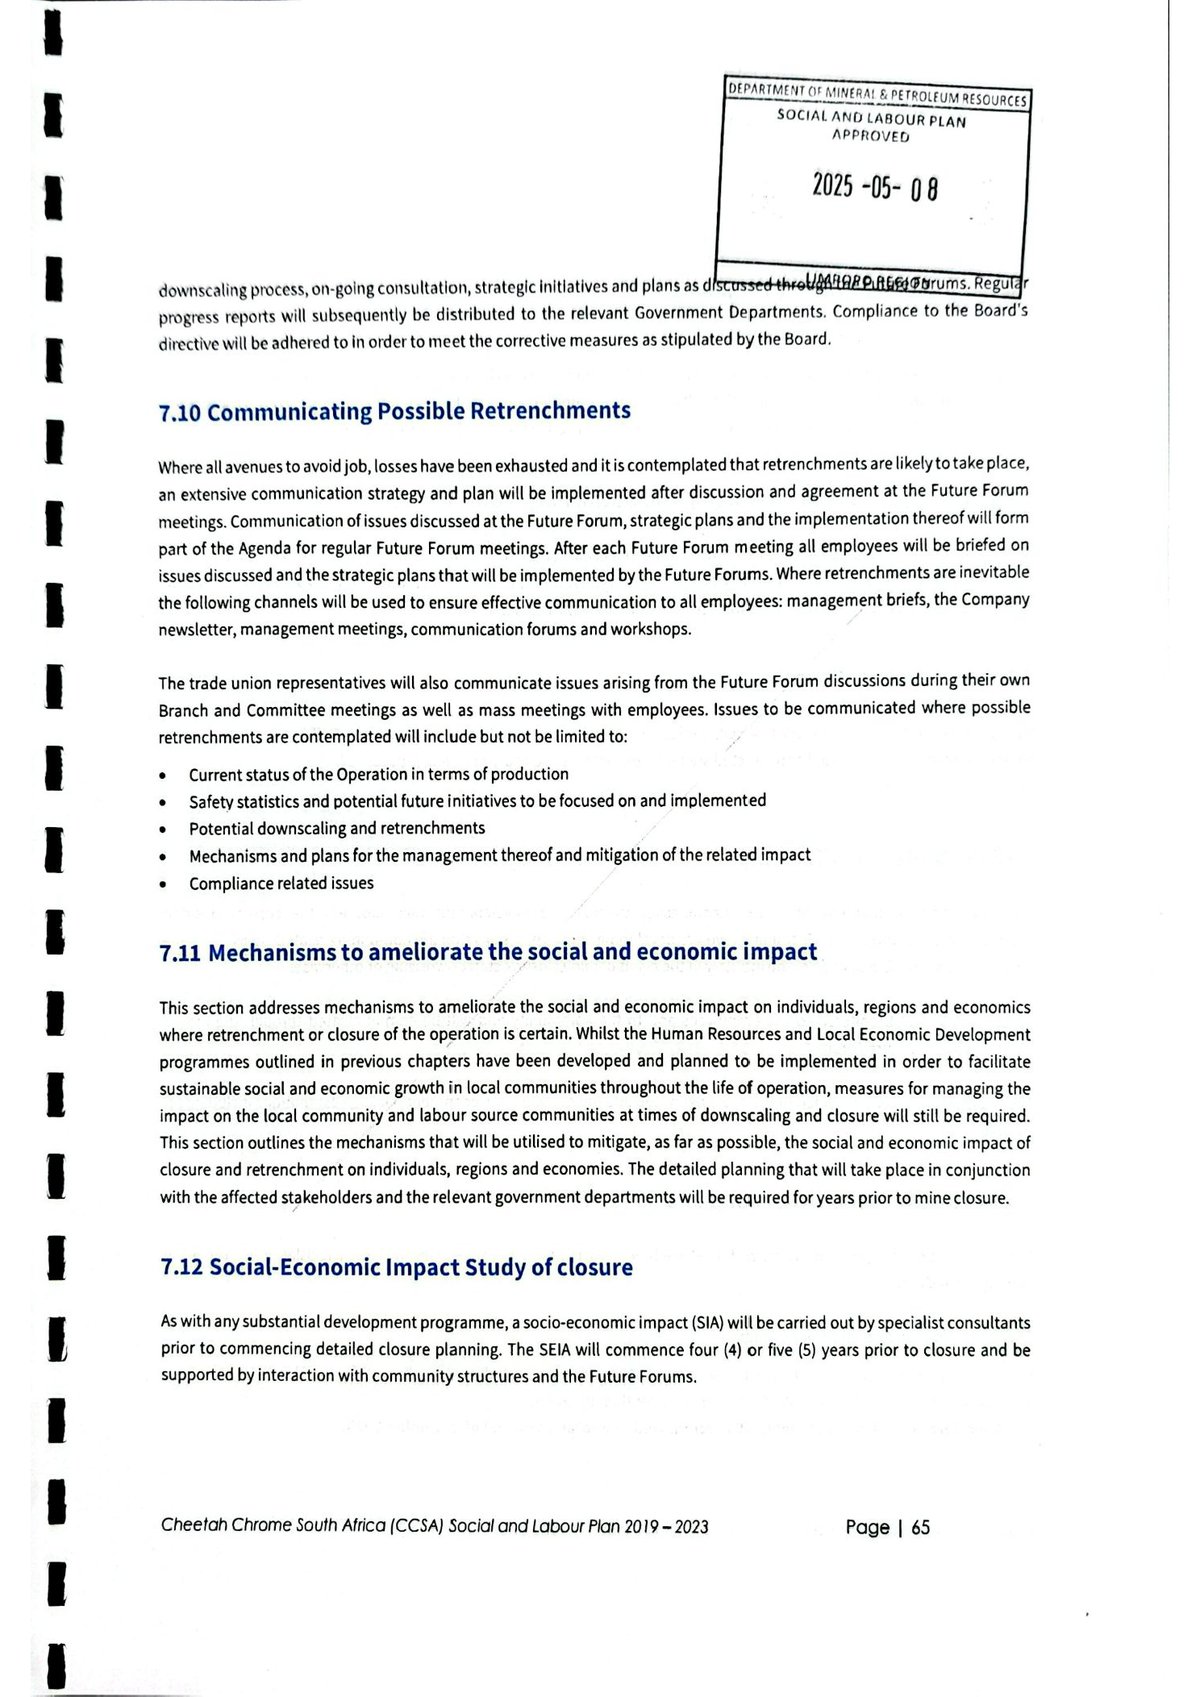 DEPARTMENT OF MINERAL & PETROLEUM RESOURCES
SOCIAL AND LABOUR PLAN
APPROVED
2025 -05- 08
downscaling process, on-going consultation, strategic initiatives and plans as discussed through Forums. Regular
progress reports will subsequently be distributed to the relevant Government Departments. Compliance to the Board's
directive will be adhered to in order to meet the corrective measures as stipulated by the Board.
7.10 Communicating Possible Retrenchments
Where all avenues to avoid job, losses have been exhausted and it is contemplated that retrenchments are likely to take place,
an extensive communication strategy and plan will be implemented after discussion and agreement at the Future Forum
meetings. Communication of issues discussed at the Future Forum, strategic plans and the implementation thereof will form
part of the Agenda for regular Future Forum meetings. After each Future Forum meeting all employees will be briefed on
issues discussed and the strategic plans that will be implemented by the Future Forums. Where retrenchments are inevitable
the following channels will be used to ensure effective communication to all employees: management briefs, the Company
newsletter, management meetings, communication forums and workshops.
The trade union representatives will also communicate issues arising from the Future Forum discussions during their own
Branch and Committee meetings as well as mass meetings with employees. Issues to be communicated where possible
retrenchments are contemplated will include but not be limited to:
• Current status of the Operation in terms of production
• Safety statistics and potential future initiatives to be focused on and implemented
• Potential downscaling and retrenchments
• Mechanisms and plans for the management thereof and mitigation of the related impact
• Compliance related issues
7.11 Mechanisms to ameliorate the social and economic impact
This section addresses mechanisms to ameliorate the social and economic impact on individuals, regions and economics
where retrenchment or closure of the operation is certain. Whilst the Human Resources and Local Economic Development
programmes outlined in previous chapters have been developed and planned to be implemented in order to facilitate
sustainable social and economic growth in local communities throughout the life of operation, measures for managing the
impact on the local community and labour source communities at times of downscaling and closure will still be required.
This section outlines the mechanisms that will be utilised to mitigate, as far as possible, the social and economic impact of
closure and retrenchment on individuals, regions and economies. The detailed planning that will take place in conjunction
with the affected stakeholders and the relevant government departments will be required for years prior to mine closure.
7.12 Social-Economic Impact Study of closure
As with any substantial development programme, a socio-economic impact (SIA) will be carried out by specialist consultants
prior to commencing detailed closure planning. The SEIA will commence four (4) or five (5) years prior to closure and be
supported by interaction with community structures and the Future Forums.
Cheetah Chrome South Africa (CCSA) Social and Labour Plan 2019 – 2023
Page | 65